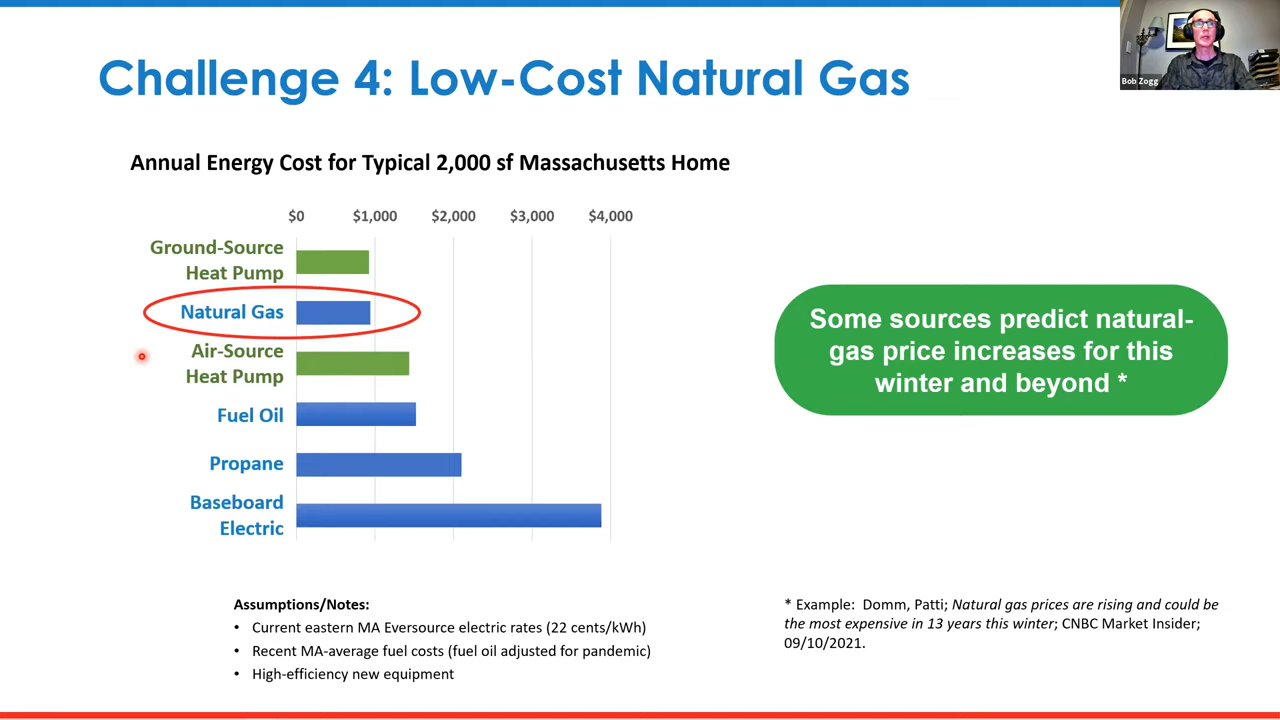 Challenge 4: Low-Cost Natural Gas
Bob Zogg
Annual Energy Cost for Typical 2,000 sf Massachusetts Home
$0 $1,000 $2,000 $3,000 $4,000
Ground-Source
Heat Pump
Natural Gas
Air-Source
Heat Pump
Fuel Oil
Propane
Baseboard
Electric
Some sources predict natural-
gas price increases for this
winter and beyond *
Assumptions/Notes:
• Current eastern MA Eversource electric rates (22 cents/kWh)
• Recent MA-average fuel costs (fuel oil adjusted for pandemic)
• High-efficiency new equipment
* Example: Domm, Patti; Natural gas prices are rising and could be
the most expensive in 13 years this winter; CNBC Market Insider;
09/10/2021.